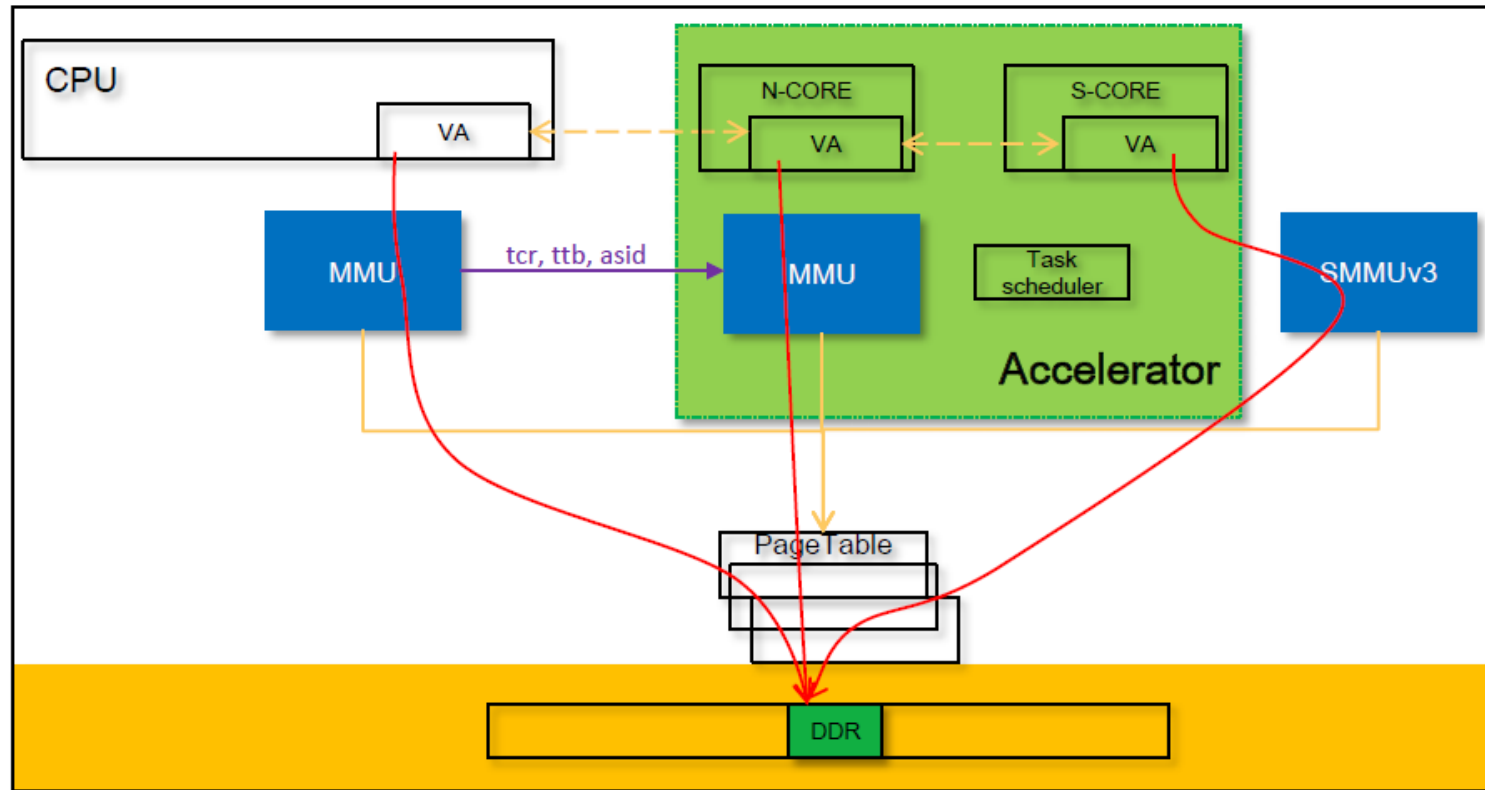 CPU
VA
N-CORE
VA
S-CORE
VA
MMU
tcr, ttb, asid
MMU
Task
scheduler
SMMUv3
Accelerator
PageTable
DDR